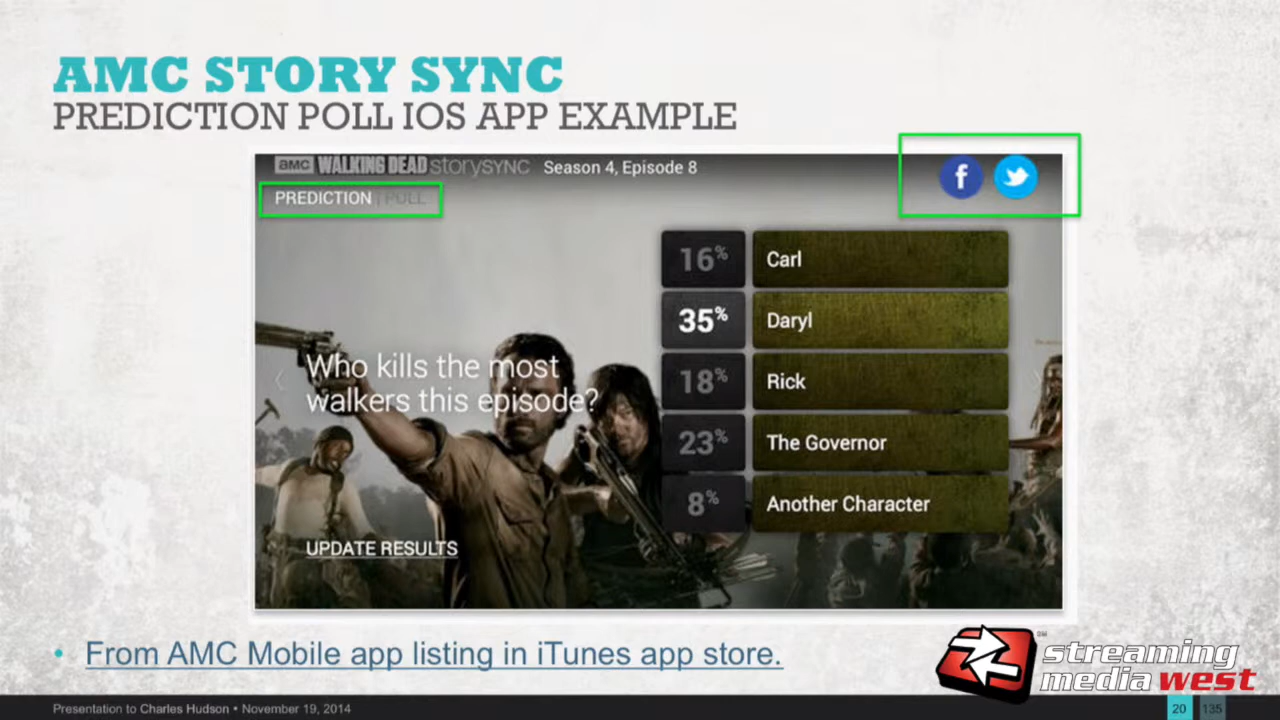 AMC STORY SYNC
PREDICTION POLL IOS APP EXAMPLE
amc WALKING DEAD storySYNC Season 4, Episode 8
PREDICTION | POLL
16% Carl
35% Daryl
Who kills the most
walkers this episode?
18% Rick
23% The Governor
8% Another Character
UPDATE RESULTS
• From AMC Mobile app listing in iTunes app store.
streaming
media west
Presentation to Charles Hudson • November 19, 2014
20 135